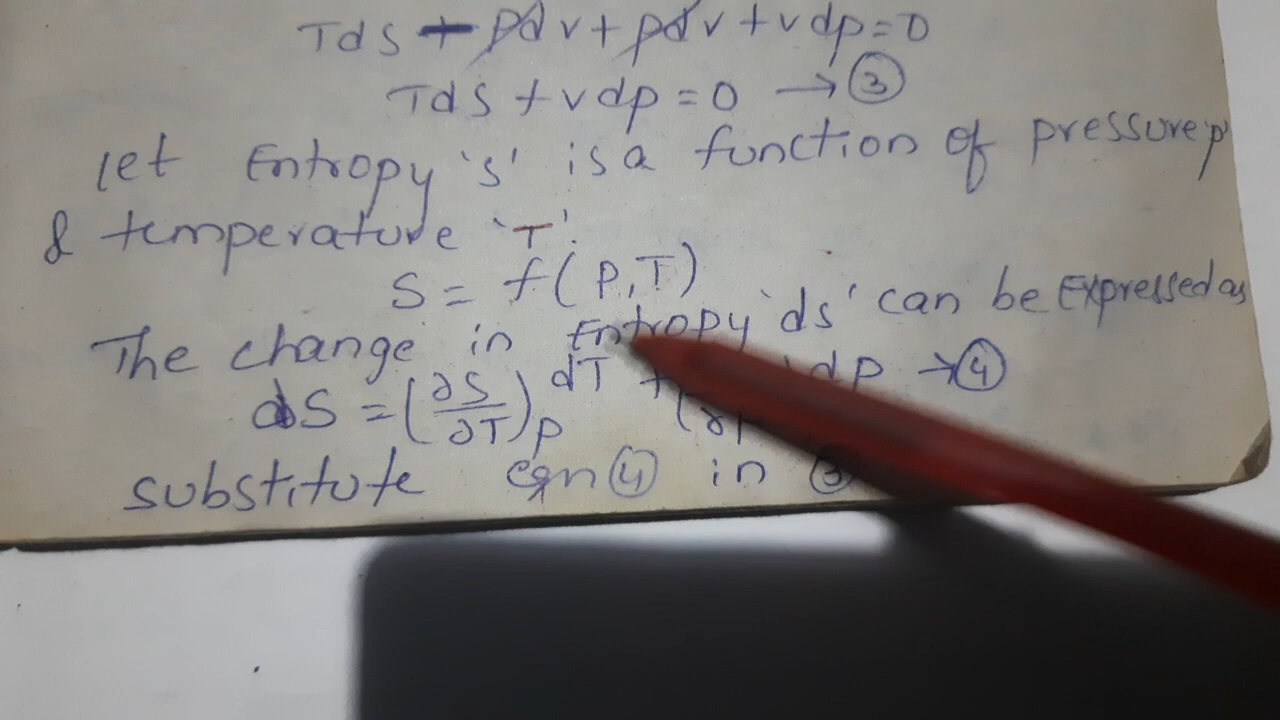 Tds - pdv + pdv + vdp = 0
Tds + vdp = 0 → ③
let Entropy 's' is a function of pressure 'p'
& temperature 'T'.
S = f(P,T)
The change in Entropy 'ds' can be Expressed as
dS = (∂S/∂T)p dT + (∂ dp → ④
substitute eqn ④ in ③